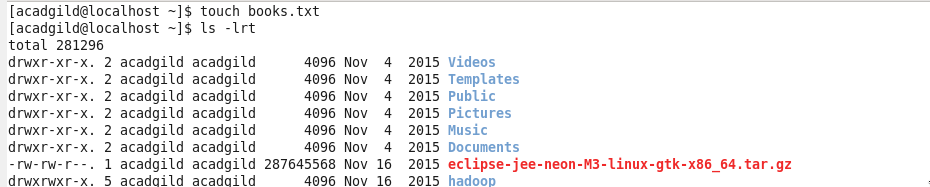 [acadgild@localhost ~]$ touch books.txt
[acadgild@localhost ~]$ ls -lrt
total 281296
drwxr-xr-x. 2 acadgild acadgild      4096 Nov  4  2015 Videos
drwxr-xr-x. 2 acadgild acadgild      4096 Nov  4  2015 Templates
drwxr-xr-x. 2 acadgild acadgild      4096 Nov  4  2015 Public
drwxr-xr-x. 2 acadgild acadgild      4096 Nov  4  2015 Pictures
drwxr-xr-x. 2 acadgild acadgild      4096 Nov  4  2015 Music
drwxr-xr-x. 2 acadgild acadgild      4096 Nov  4  2015 Documents
-rw-rw-r--. 1 acadgild acadgild 287645568 Nov 16  2015 eclipse-jee-neon-M3-linux-gtk-x86_64.tar.gz
drwxrwxr-x. 5 acadgild acadgild      4096 Nov 16  2015 hadoop